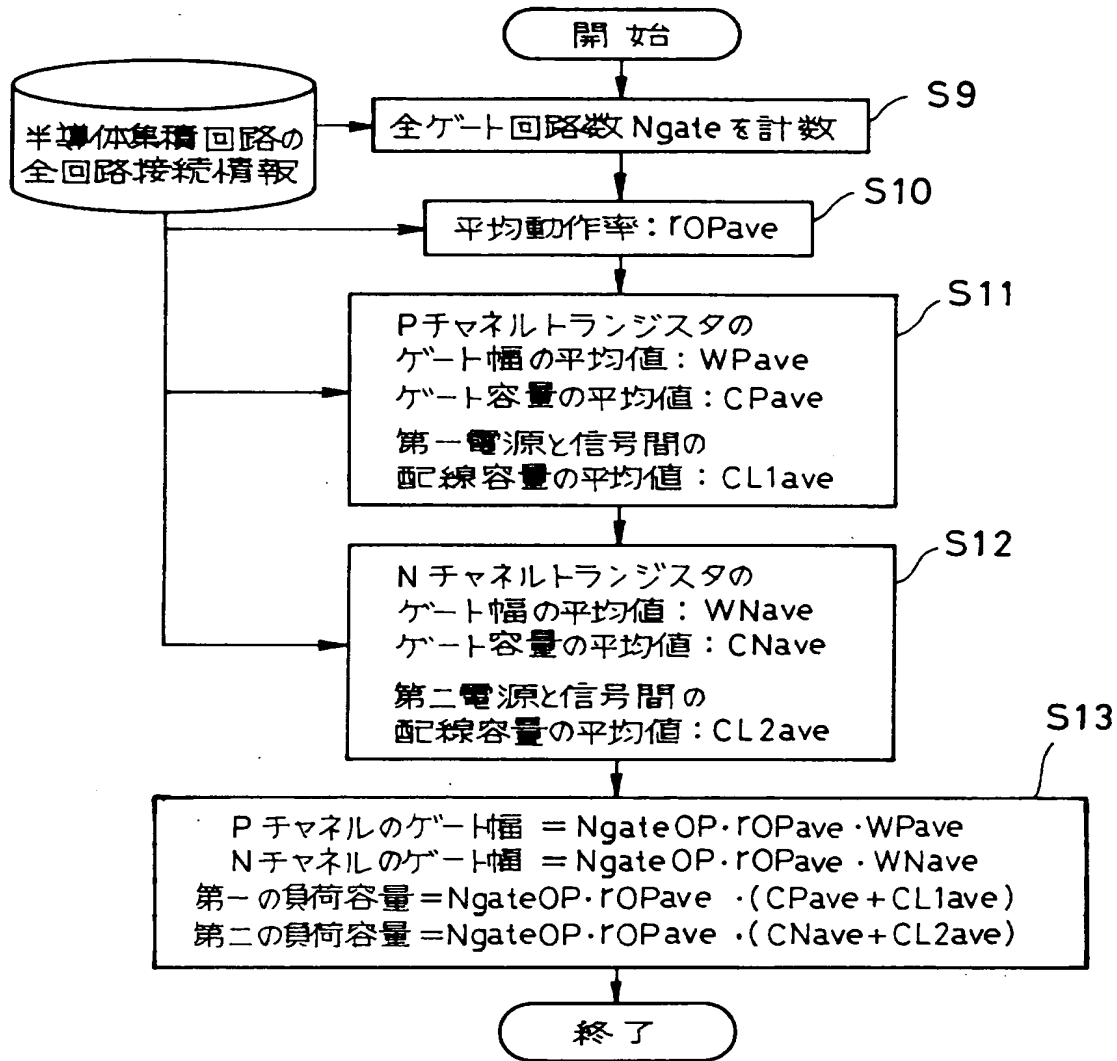 開始
半導体集積回路の
全回路接続情報
全ゲート回路数Ngateを計数
S9
平均動作率：rOPave
S10
Pチャネルトランジスタの
ゲート幅の平均値：WPave
ゲート容量の平均値：CPave
第一電源と信号間の
配線容量の平均値：CL1ave
S11
Nチャネルトランジスタの
ゲート幅の平均値：WNave
ゲート容量の平均値：CNave
第二電源と信号間の
配線容量の平均値：CL2ave
S12
Pチャネルのゲート幅 =NgateOP・rOPave・WPave
Nチャネルのゲート幅 =NgateOP・rOPave・WNave
第一の負荷容量=NgateOP・rOPave・(CPave+CL1ave)
第二の負荷容量=NgateOP・rOPave・(CNave+CL2ave)
S13
終了